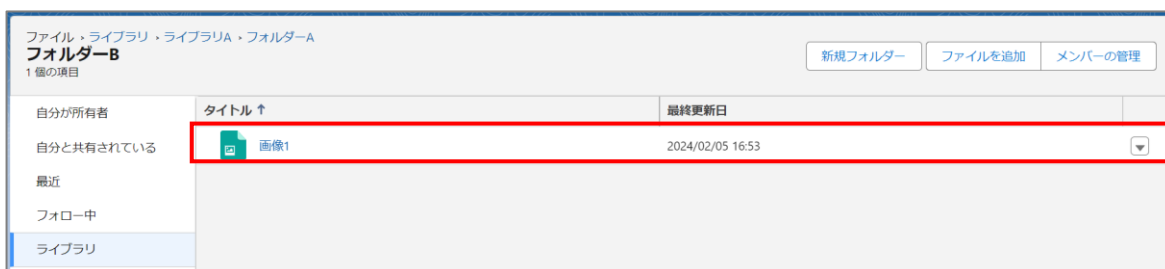 ファイル › ライブラリ › ライブラリA › フォルダーA
フォルダーB
1 個の項目
新規フォルダー ファイルを追加 メンバーの管理
自分が所有者
自分と共有されている
最近
フォロー中
ライブラリ
タイトル ↑ 最終更新日
画像1 2024/02/05 16:53